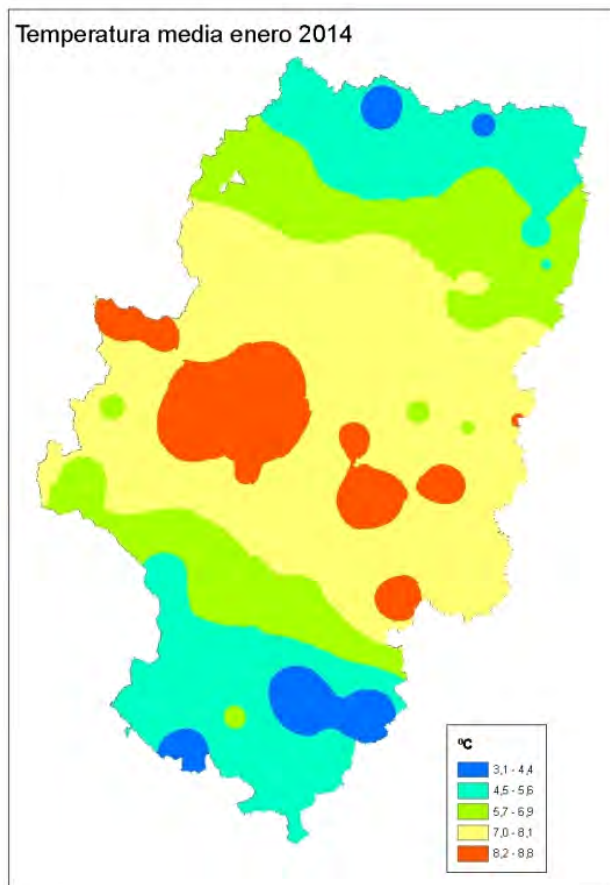 Temperatura media enero 2014
ºC
3,1 - 4,4
4,5 - 5,6
5,7 - 6,9
7,0 - 8,1
8,2 - 8,8